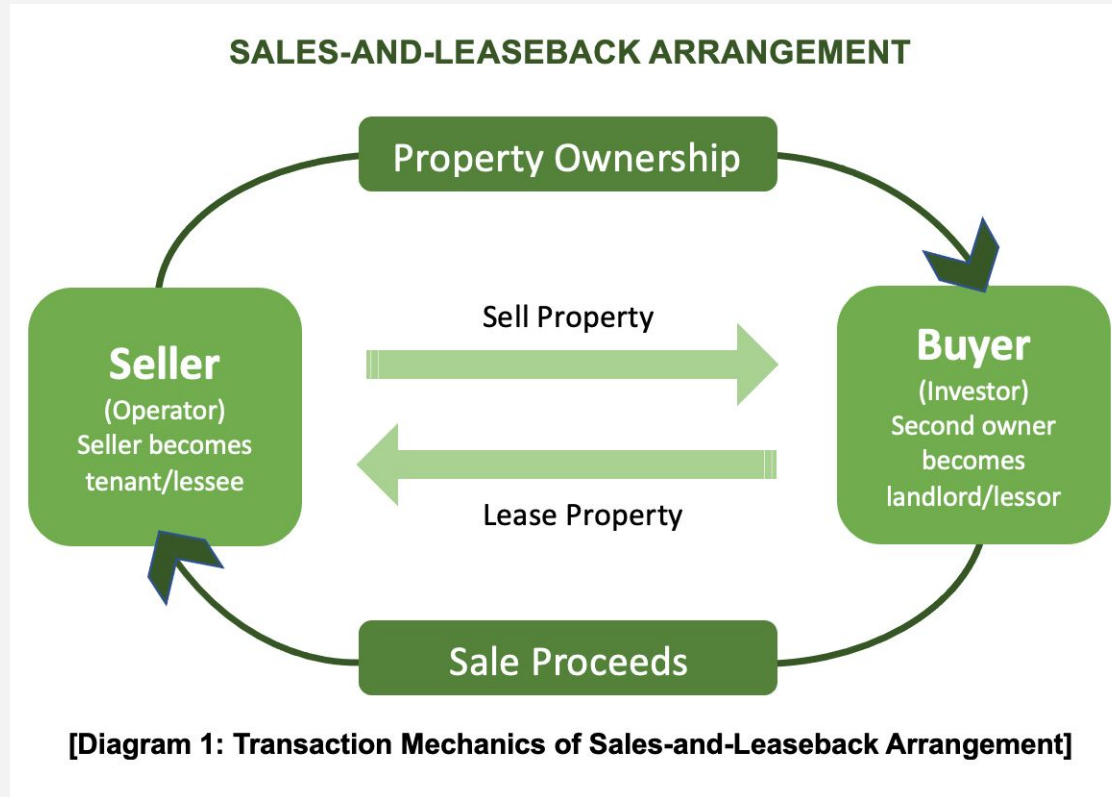 SALES-AND-LEASEBACK ARRANGEMENT
Property Ownership
Seller
(Operator)
Seller becomes
tenant/lessee
Sell Property
Lease Property
Buyer
(Investor)
Second owner
becomes
landlord/lessor
Sale Proceeds
[Diagram 1: Transaction Mechanics of Sales-and-Leaseback Arrangement]